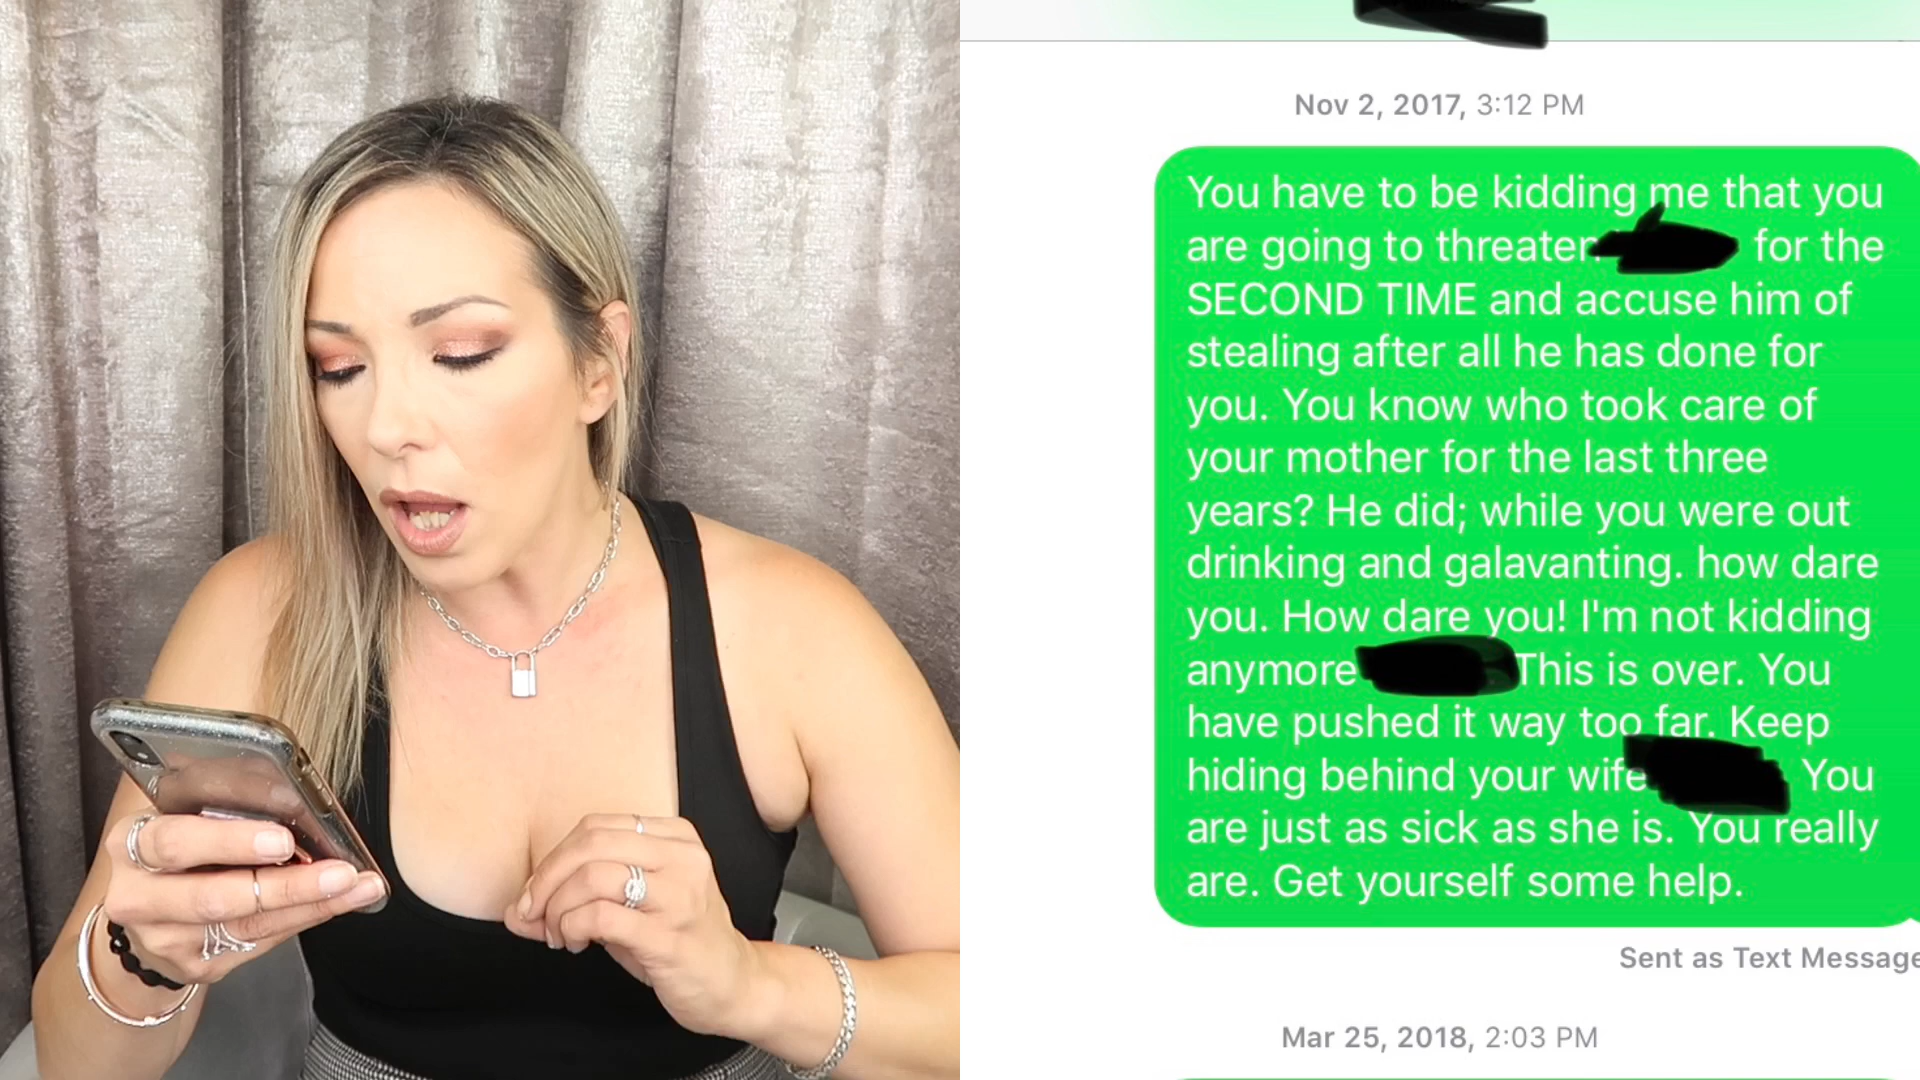 Nov 2, 2017, 3:12 PM
You have to be kidding me that you
are going to threaten for the
SECOND TIME and accuse him of
stealing after all he has done for
you. You know who took care of
your mother for the last three
years? He did; while you were out
drinking and galavanting. how dare
you. How dare you! I'm not kidding
anymore This is over. You
have pushed it way too far. Keep
hiding behind your wife You
are just as sick as she is. You really
are. Get yourself some help.
Sent as Text Message
Mar 25, 2018, 2:03 PM